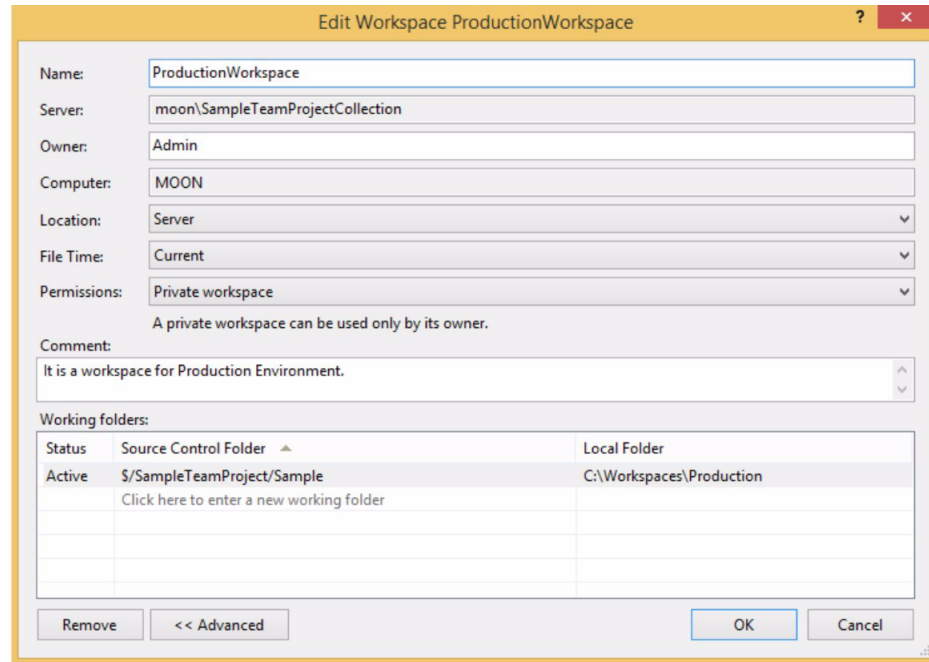 Edit Workspace ProductionWorkspace
?
Name: ProductionWorkspace
Server: moon\SampleTeamProjectCollection
Owner: Admin
Computer: MOON
Location: Server
File Time: Current
Permissions: Private workspace
A private workspace can be used only by its owner.
Comment:
It is a workspace for Production Environment.
Working folders:
Status Source Control Folder Local Folder
Active $/SampleTeamProject/Sample C:\Workspaces\Production
Click here to enter a new working folder
Remove << Advanced OK Cancel